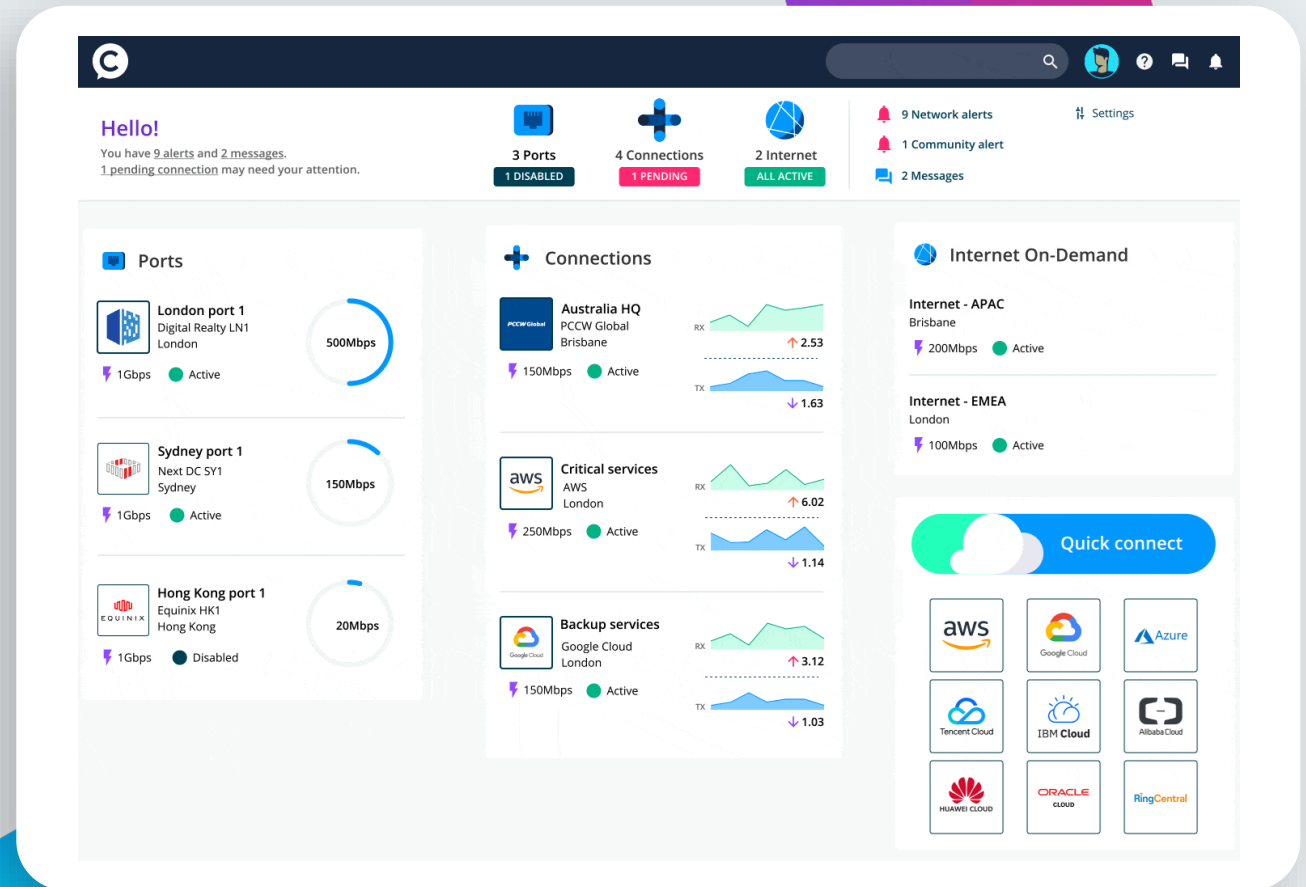 C
Hello!
You have 9 alerts and 2 messages.
1 pending connection may need your attention.
3 Ports
1 DISABLED
4 Connections
1 PENDING
2 Internet
ALL ACTIVE
9 Network alerts
1 Community alert
2 Messages
Settings
Ports
London port 1
Digital Realty LN1
London
500Mbps
1Gbps
Active
Sydney port 1
Next DC SY1
Sydney
150Mbps
1Gbps
Active
EQUINIX
Hong Kong port 1
Equinix HK1
Hong Kong
20Mbps
1Gbps
Disabled
Connections
PCCW Global
Australia HQ
PCCW Global
Brisbane
150Mbps
Active
RX
2.53
TX
1.63
aws
Critical services
AWS
London
250Mbps
Active
RX
6.02
TX
1.14
Google Cloud
Backup services
Google Cloud
London
150Mbps
Active
RX
3.12
TX
1.03
Internet On-Demand
Internet - APAC
Brisbane
200Mbps
Active
Internet - EMEA
London
100Mbps
Active
Quick connect
aws
Google Cloud
Azure
Tencent Cloud
IBM Cloud
Alibaba Cloud
HUAWEI CLOUD
ORACLE
CLOUD
RingCentral